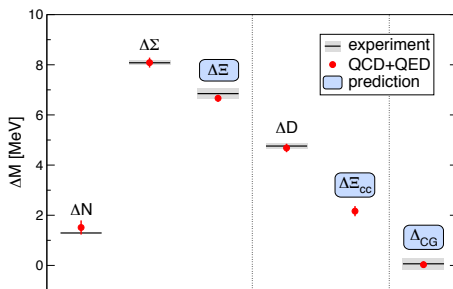 10
8
6
4
2
0
ΔM [MeV]
ΔN
ΔΣ
ΔΞ
ΔD
ΔΞcc
ΔCG
experiment
QCD+QED
prediction